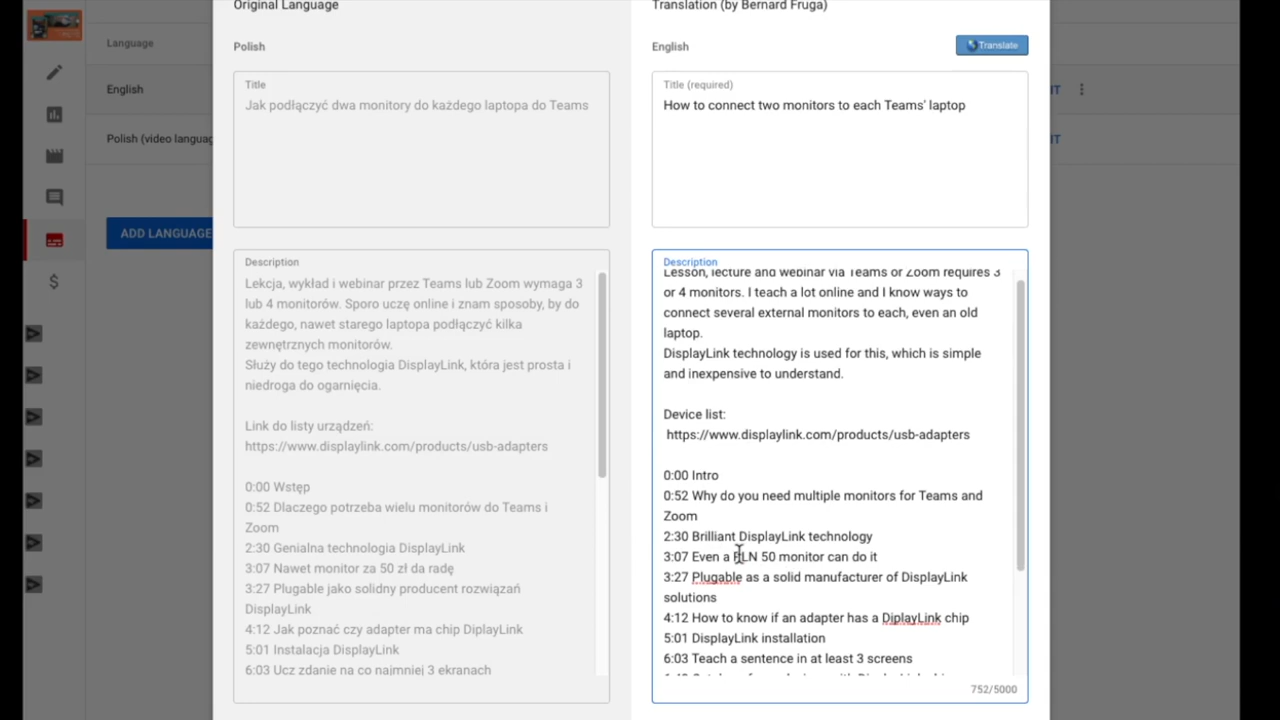 Original Language
Translation (by Bernard Fruga)
Language
Polish
English
Translate
English
IT
Polish (video languag
IT
ADD LANGUAGE
$
Title
Jak podłączyć dwa monitory do każdego laptopa do Teams
Title (required)
How to connect two monitors to each Teams' laptop
Description
Lekcja, wykład i webinar przez Teams lub Zoom wymaga 3
lub 4 monitorów. Sporo uczę online i znam sposoby, by do
każdego, nawet starego laptopa podłączyć kilka
zewnętrznych monitorów.
Służy do tego technologia DisplayLink, która jest prosta i
niedroga do ogarnięcia.
Link do listy urządzeń:
https://www.displaylink.com/products/usb-adapters
0:00 Wstęp
0:52 Dlaczego potrzeba wielu monitorów do Teams i
Zoom
2:30 Genialna technologia DisplayLink
3:07 Nawet monitor za 50 zł da radę
3:27 Plugable jako solidny producent rozwiązań
DisplayLink
4:12 Jak poznać czy adapter ma chip DiplayLink
5:01 Instalacja DisplayLink
6:03 Ucz zdanie na co najmniej 3 ekranach
Description
Lesson, lecture and webinar via Teams or Zoom requires 3
or 4 monitors. I teach a lot online and I know ways to
connect several external monitors to each, even an old
laptop.
DisplayLink technology is used for this, which is simple
and inexpensive to understand.
Device list:
https://www.displaylink.com/products/usb-adapters
0:00 Intro
0:52 Why do you need multiple monitors for Teams and
Zoom
2:30 Brilliant DisplayLink technology
3:07 Even a PLN 50 monitor can do it
3:27 Plugable as a solid manufacturer of DisplayLink
solutions
4:12 How to know if an adapter has a DiplayLink chip
5:01 DisplayLink installation
6:03 Teach a sentence in at least 3 screens
752/5000